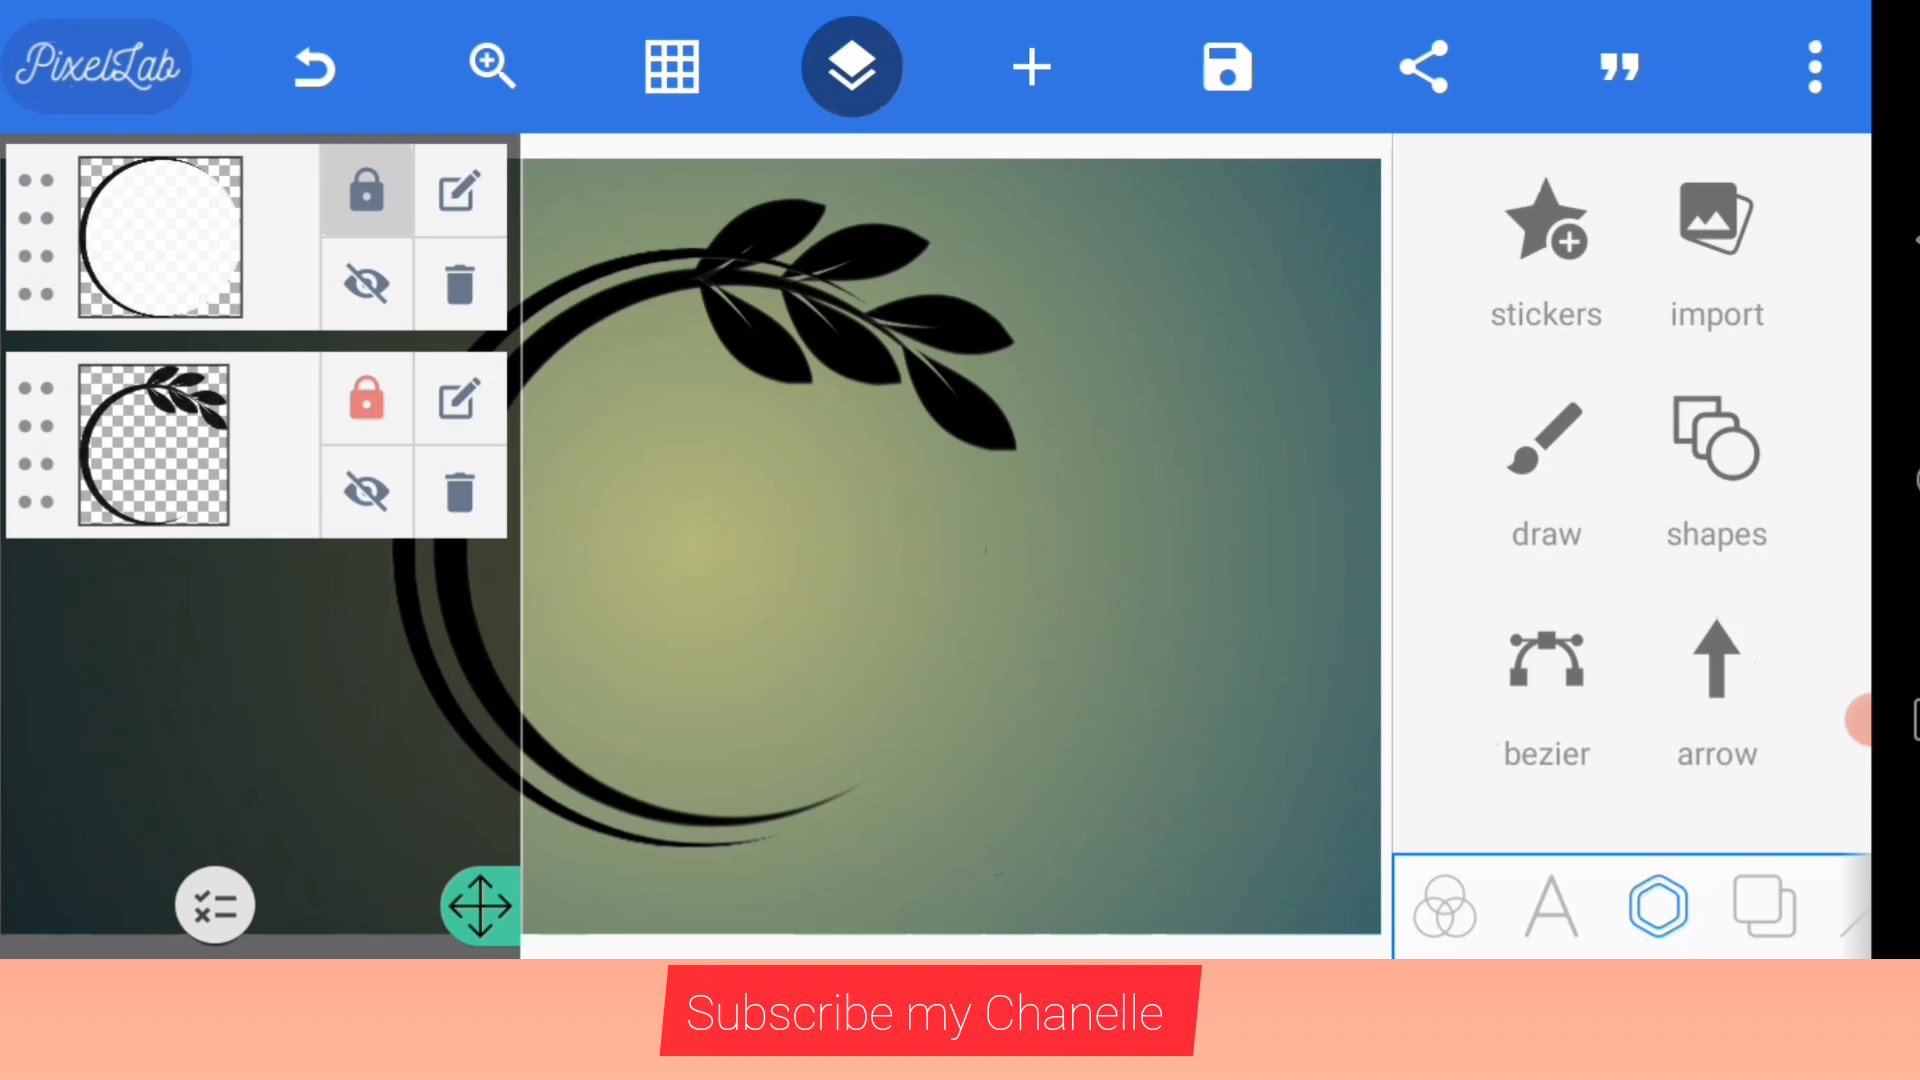 PixelLab
stickers
import
draw
shapes
bezier
arrow
Subscribe my Chanelle